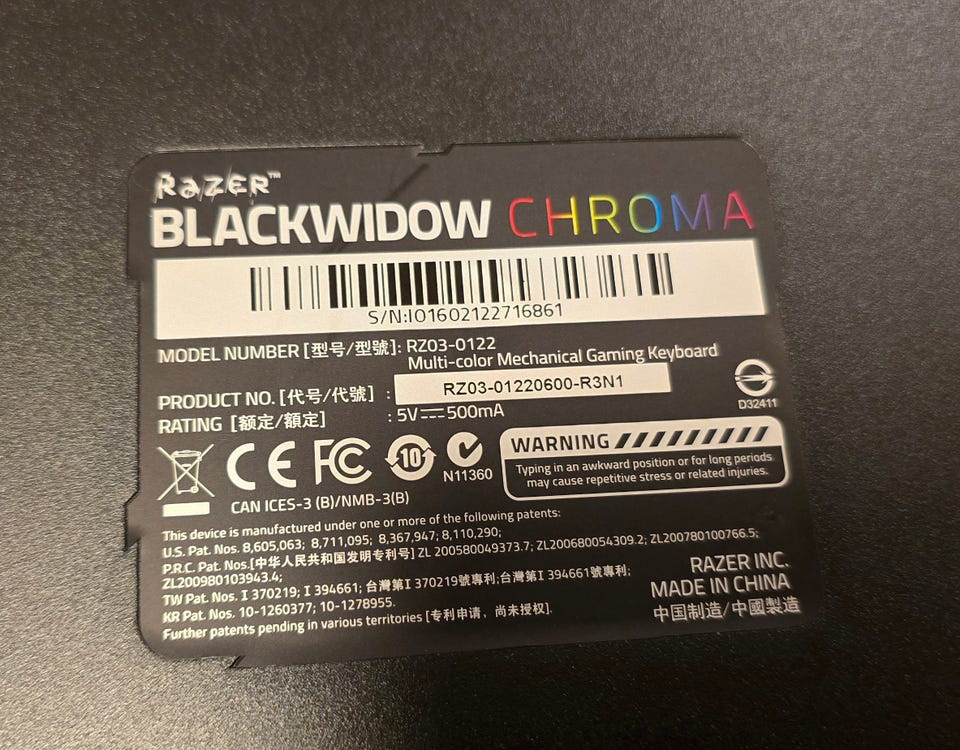 RAZER™
BLACKWIDOW CHROMA
S/N:IO1602122716861
MODEL NUMBER [型号/型號]: RZ03-0122
Multi-color Mechanical Gaming Keyboard
PRODUCT NO. [代号/代號] : RZ03-01220600-R3N1
RATING [额定/額定] : 5V⎓500mA
D32411
CE FC 10 N11360
CAN ICES-3 (B)/NMB-3(B)
WARNING
Typing in an awkward position or for long periods
may cause repetitive stress or related injuries.
This device is manufactured under one or more of the following patents:
U.S. Pat. Nos. 8,605,063; 8,711,095; 8,367,947; 8,110,290;
P.R.C. Pat. Nos.[中华人民共和国发明专利号] ZL 200580049373.7; ZL200680054309.2; ZL200780100766.5;
ZL200980103943.4;
TW Pat. Nos. I 370219; I 394661; 台灣第I 370219號專利;台灣第I 394661號專利;
KR Pat. Nos. 10-1260377; 10-1278955.
Further patents pending in various territories [专利申请，尚未授权].
RAZER INC.
MADE IN CHINA
中国制造/中國製造